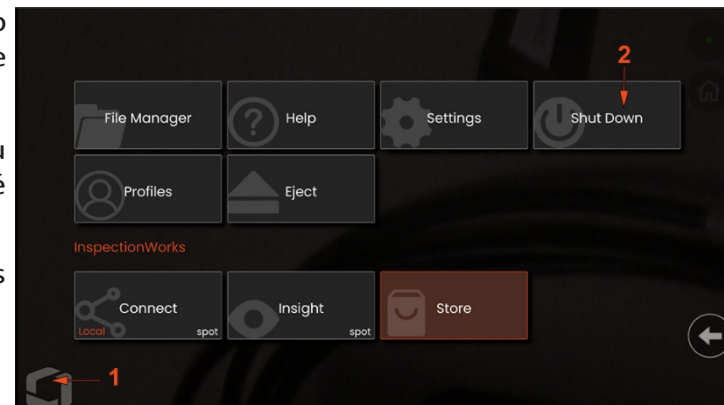 2
File Manager Help Settings Shut Down
Profiles Eject
InspectionWorks
Connect Insight Store
Local spot spot
1